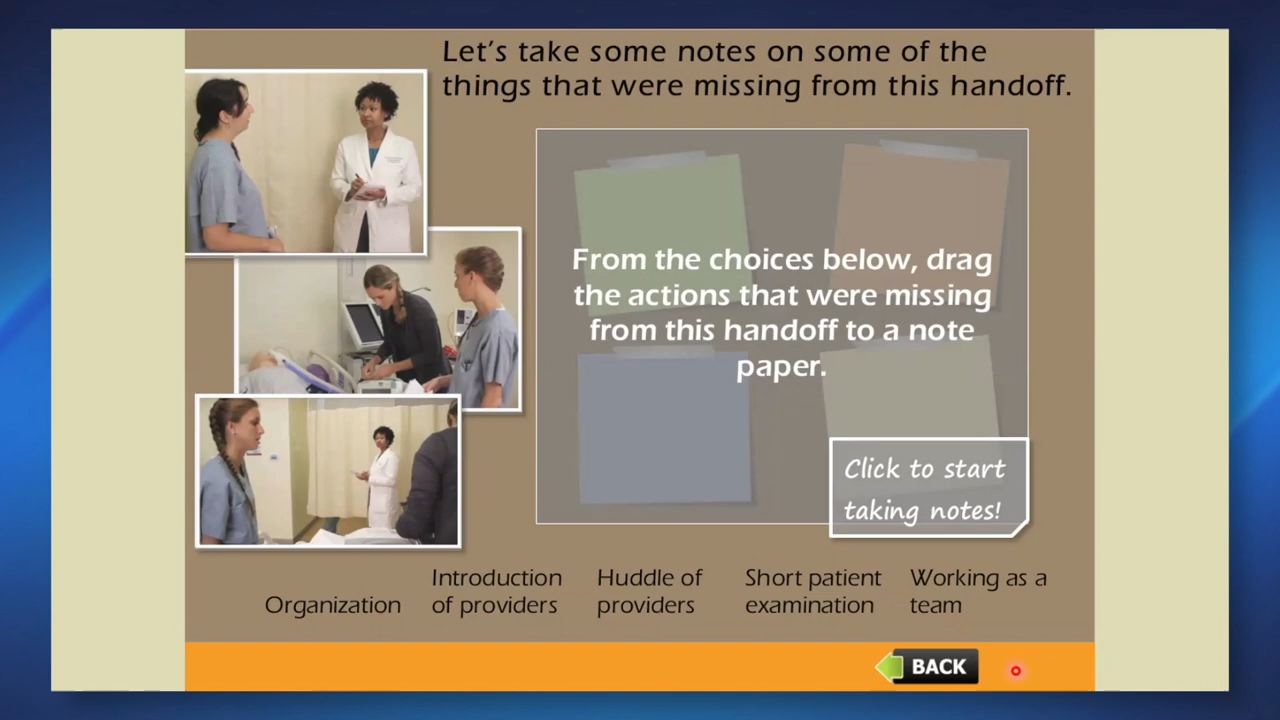 Let's take some notes on some of the
things that were missing from this handoff.
From the choices below, drag
the actions that were missing
from this handoff to a note
paper.
Click to start
taking notes!
Organization
Introduction
of providers
Huddle of
providers
Short patient
examination
Working as a
team
BACK